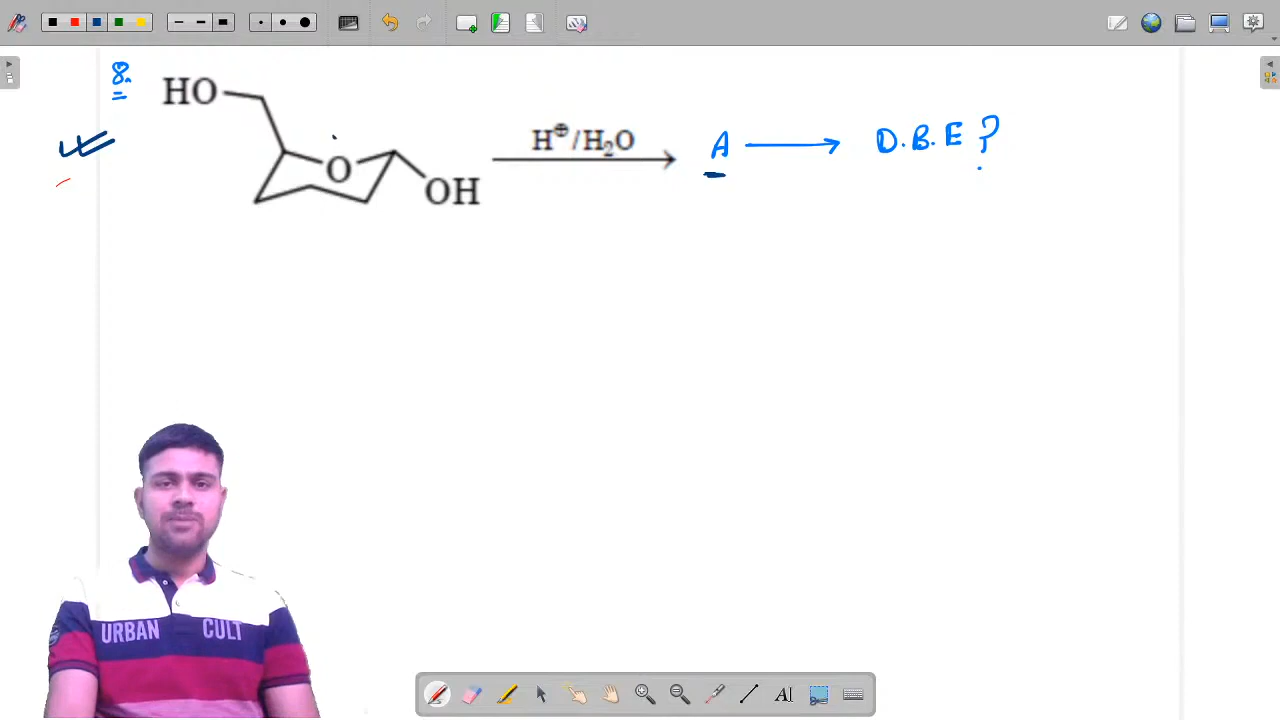 8.
HO
O
OH
H⊕/H₂O
A ⟶ D.B.E ?
URBAN CULT
A